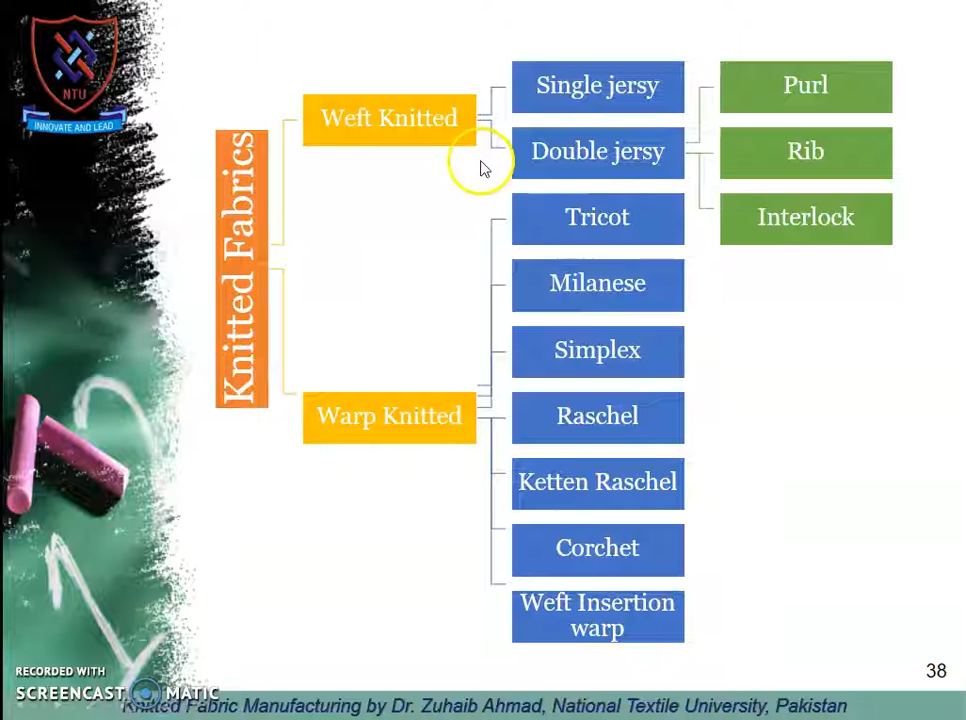 NTU
INNOVATE AND LEAD
Knitted Fabrics
Weft Knitted
Warp Knitted
Single jersy
Double jersy
Tricot
Milanese
Simplex
Raschel
Ketten Raschel
Corchet
Weft Insertion
warp
Purl
Rib
Interlock
38
RECORDED WITH
SCREENCAST MATIC
Knitted Fabric Manufacturing by Dr. Zuhaib Ahmad, National Textile University, Pakistan